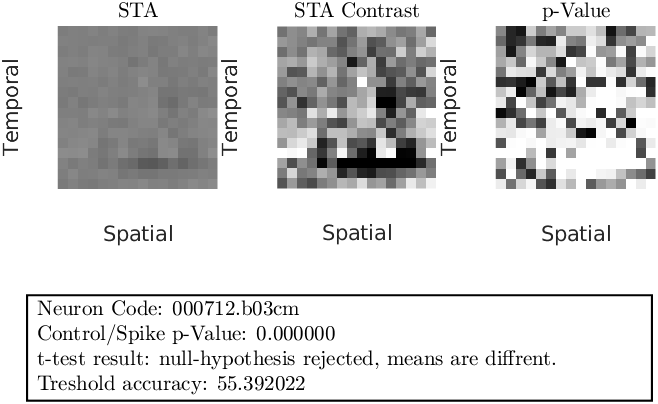 STA
STA Contrast
p-Value
Temporal
Temporal
Temporal
Spatial
Spatial
Spatial
Neuron Code: 000712.b03cm
Control/Spike p-Value: 0.000000
t-test result: null-hypothesis rejected, means are diffrent.
Treshold accuracy: 55.392022